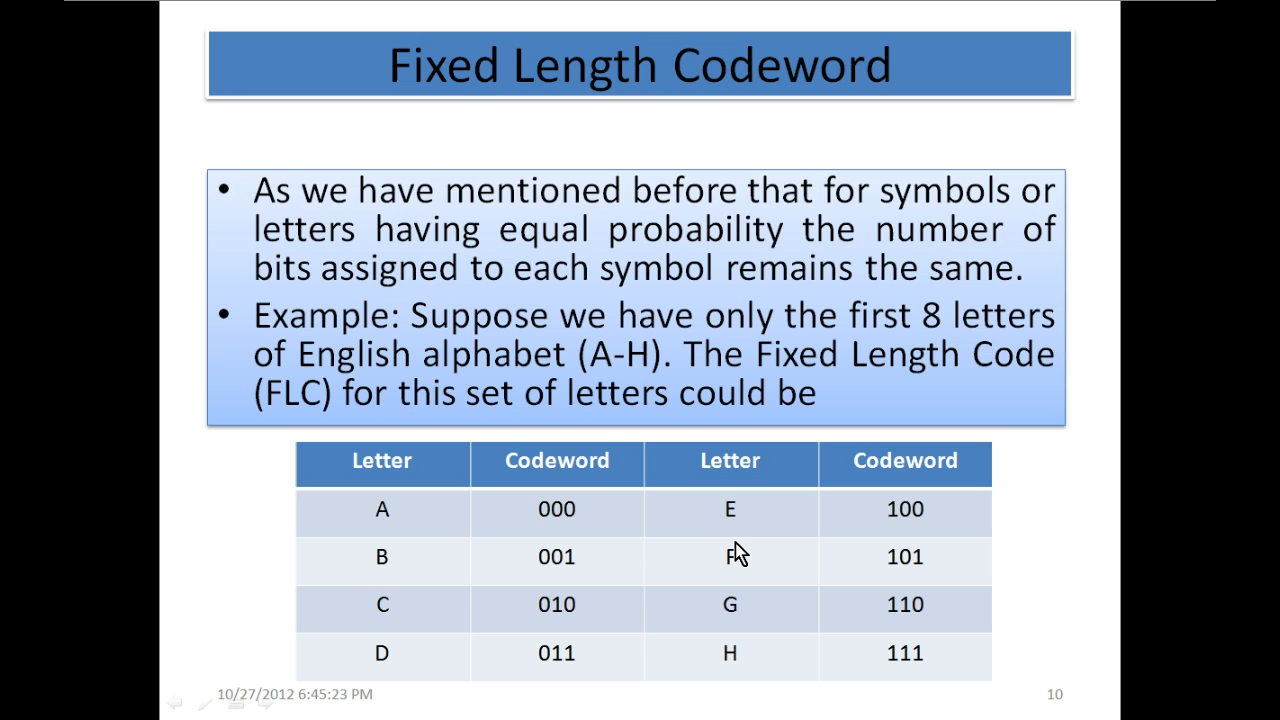 Fixed Length Codeword
• As we have mentioned before that for symbols or
letters having equal probability the number of
bits assigned to each symbol remains the same.
• Example: Suppose we have only the first 8 letters
of English alphabet (A-H). The Fixed Length Code
(FLC) for this set of letters could be
Letter Codeword Letter Codeword
A 000 E 100
B 001 F 101
C 010 G 110
D 011 H 111
10/27/2012 6:45:23 PM 10